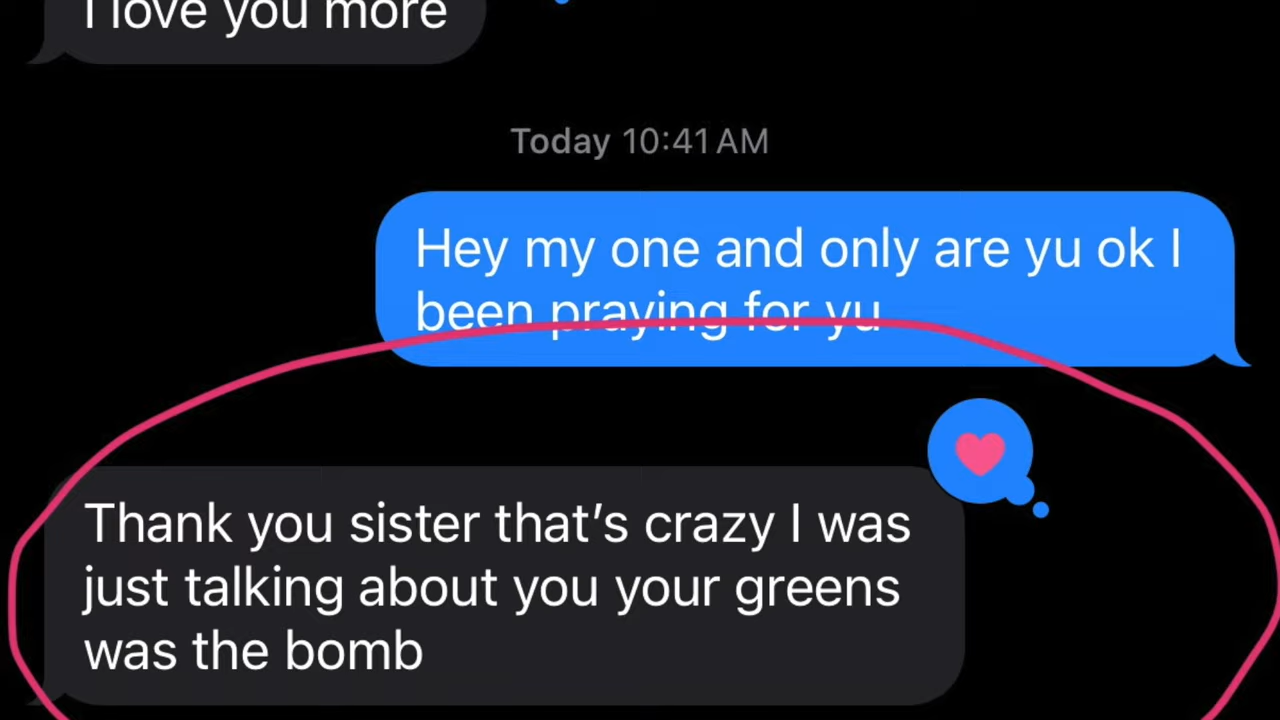 I love you more
Today 10:41 AM
Hey my one and only are yu ok I
been praying for yu
Thank you sister that's crazy I was
just talking about you your greens
was the bomb